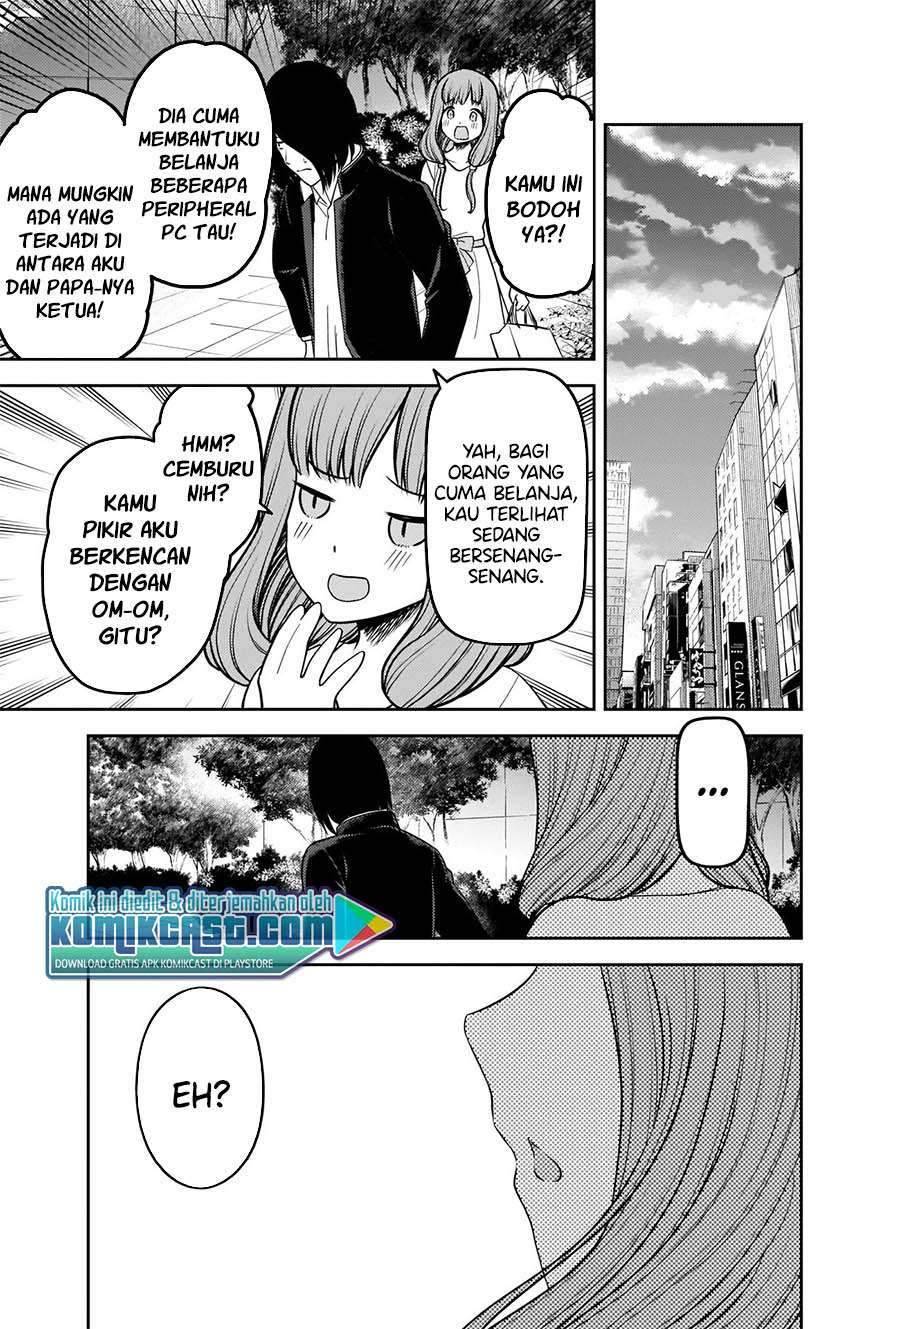 KAMU INI
BODOH
YA?!
DIA CUMA
MEMBANTUKU
BELANJA
BEBERAPA
PERIPHERAL
PC TAU!
MANA MUNGKIN
ADA YANG
TERJADI DI
ANTARA AKU
DAN PAPA-NYA
KETUA!
GLANS
YAH, BAGI
ORANG YANG
CUMA BELANJA,
KAU TERLIHAT
SEDANG
BERSENANG-
SENANG.
HMM?
CEMBURU
NIH?
KAMU
PIKIR AKU
BERKENCAN
DENGAN
OM-OM,
GITU?
...
Komik ini diedit & diterjemahkan oleh
KOMIKCAST.COM
DOWNLOAD GRATIS APK KOMIKCAST DI PLAYSTORE
EH?